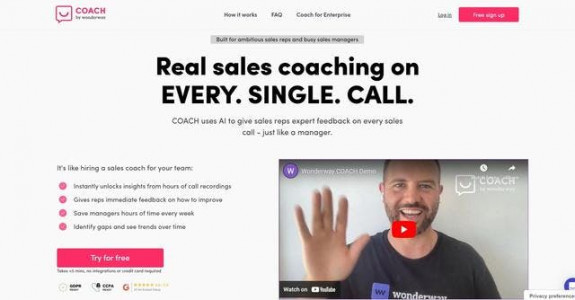 COACH
by wonderway
How it works
FAQ
Coach for Enterprise
Log in
Free sign up
Built for ambitious sales reps and busy sales managers
Real sales coaching on
EVERY. SINGLE. CALL.
COACH uses AI to give sales reps expert feedback on every sales
call - just like a manager.
It's like hiring a sales coach for your team:
Instantly unlocks insights from hours of call recordings
Gives reps immediate feedback on how to improve
Save managers hours of time every week
Identify gaps and see trends over time
Try for free
Takes <5 mins, no integrations or credit card required
GDPR
READY
CCPA
READY
W
Wonderway COACH Demo
COACH
by wonderway
Watch on YouTube
wonderway
Privacy preferences